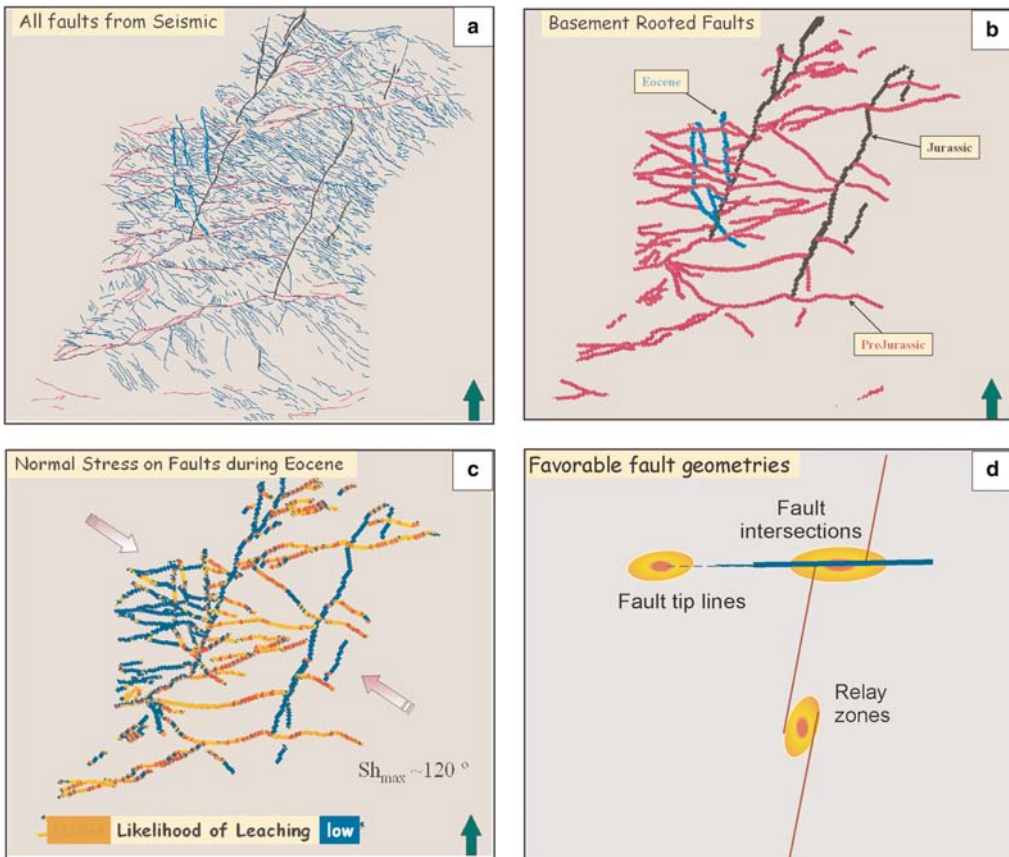 All faults from Seismic
a
Basement Rooted Faults
b
Eocene
Jurassic
PreJurassic
Normal Stress on Faults during Eocene
c
Shmax ~120 °
Likelihood of Leaching low
Favorable fault geometries
d
Fault
intersections
Fault tip lines
Relay
zones